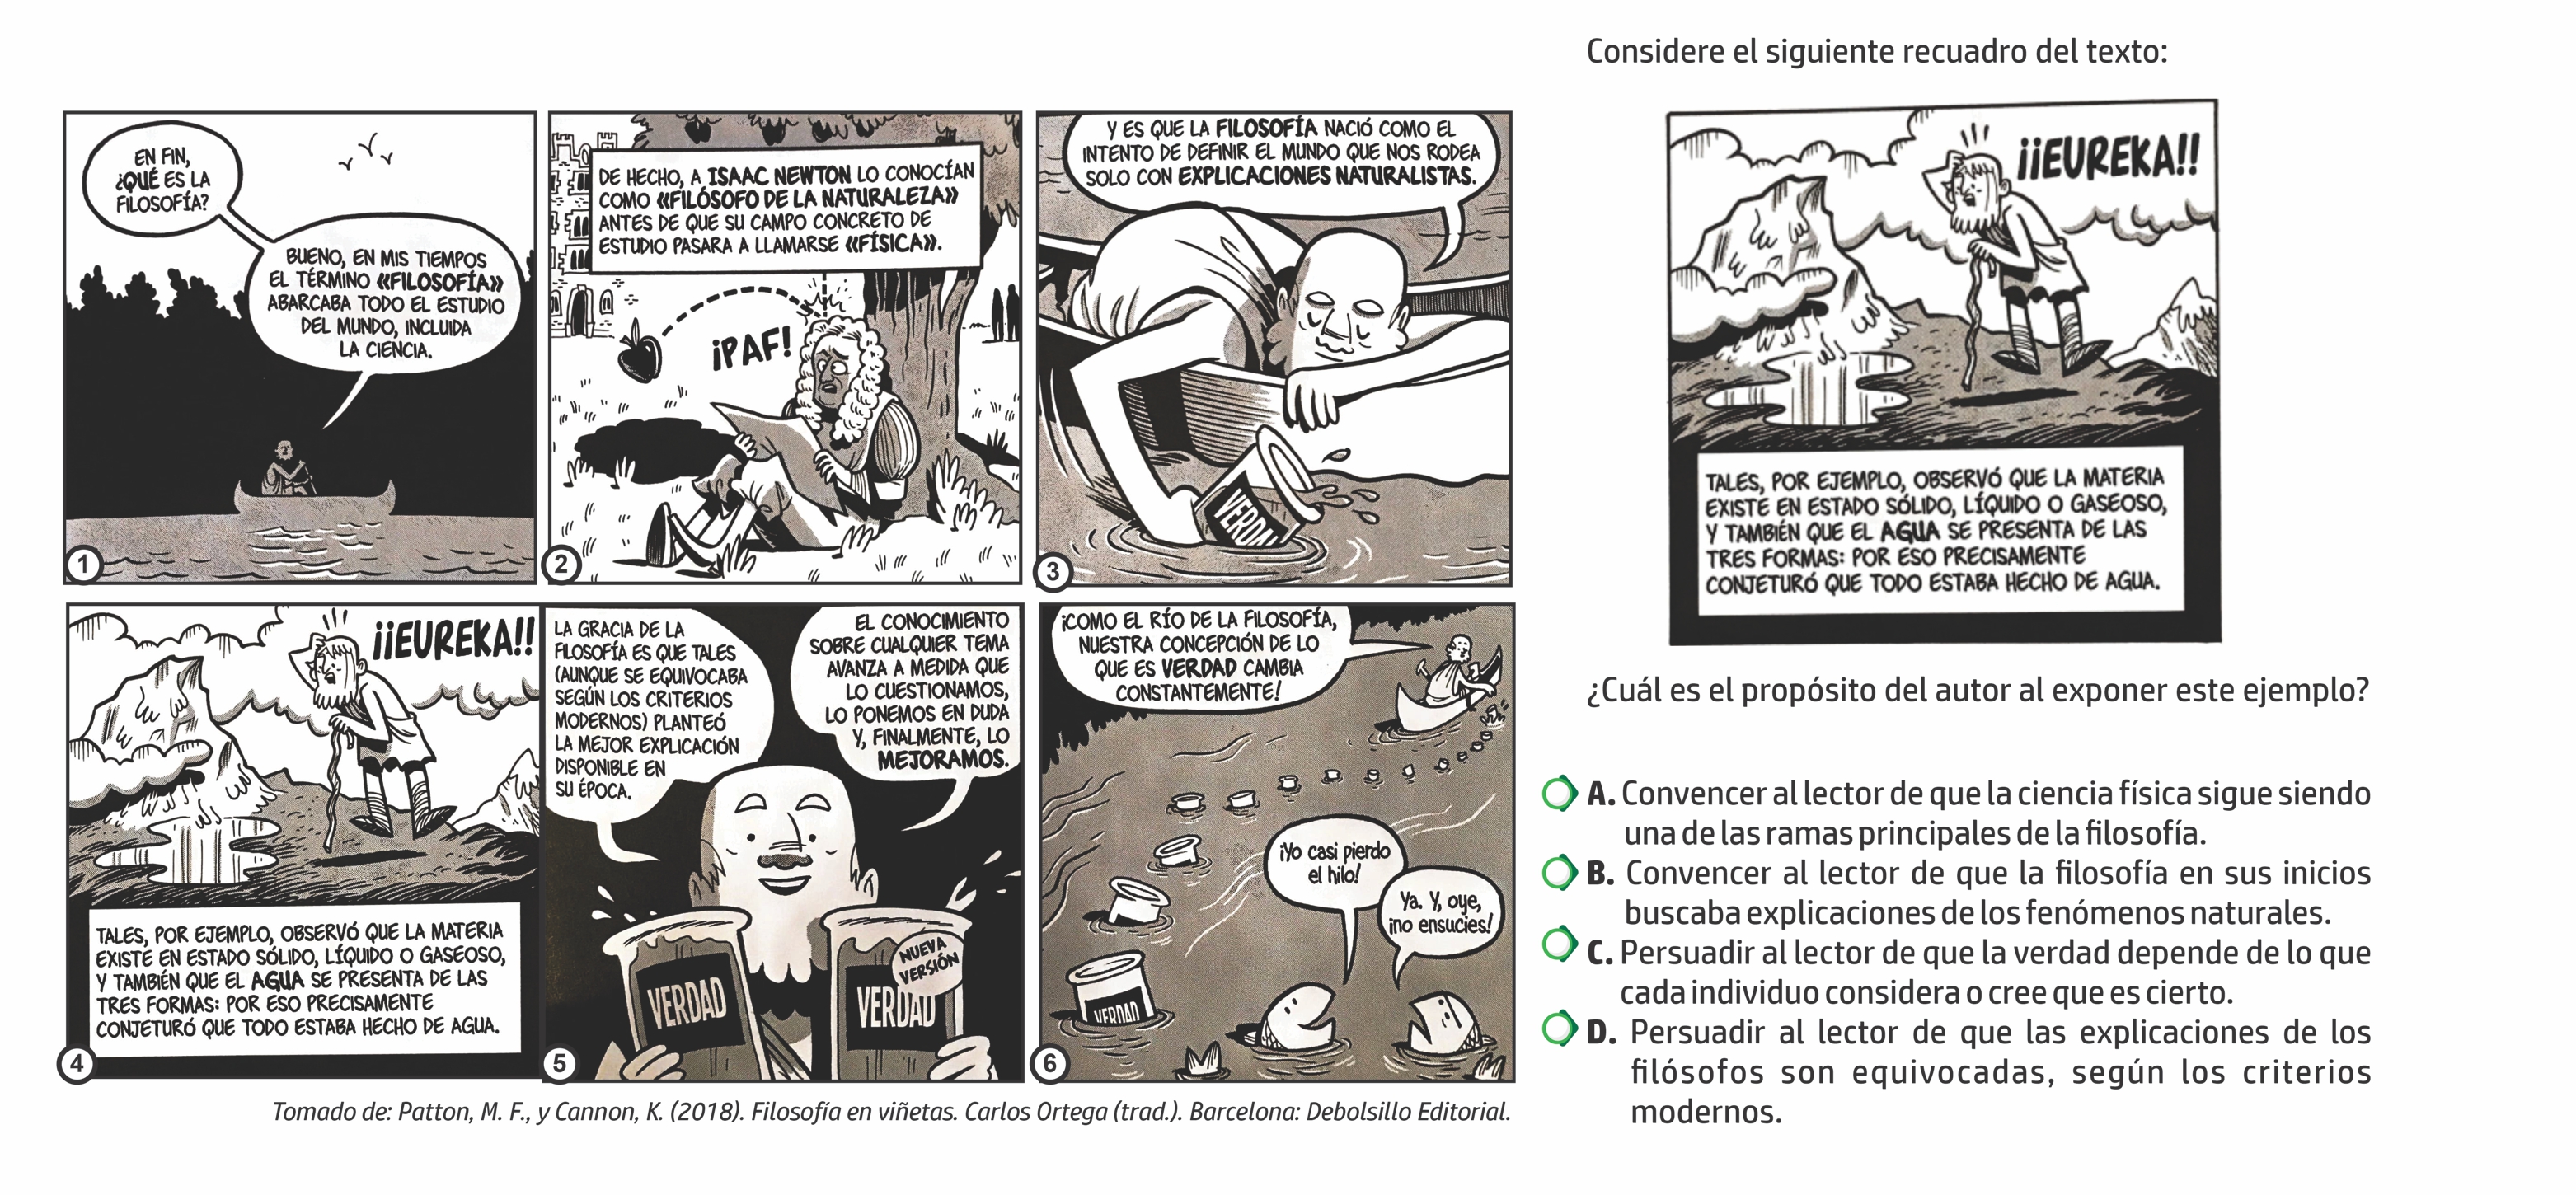 EN FIN,
¿QUÉ ES LA
FILOSOFÍA?
BUENO, EN MIS TIEMPOS
EL TÉRMINO «FILOSOFÍA»
ABARCABA TODO EL ESTUDIO
DEL MUNDO, INCLUIDA
LA CIENCIA.
1
DE HECHO, A ISAAC NEWTON LO CONOCÍAN
COMO «FILÓSOFO DE LA NATURALEZA»
ANTES DE QUE SU CAMPO CONCRETO DE
ESTUDIO PASARA A LLAMARSE «FÍSICA».
¡PAF!
2
Y ES QUE LA FILOSOFÍA NACIÓ COMO EL
INTENTO DE DEFINIR EL MUNDO QUE NOS RODEA
SOLO CON EXPLICACIONES NATURALISTAS.
VERDAD
3
¡¡EUREKA!!
TALES, POR EJEMPLO, OBSERVÓ QUE LA MATERIA
EXISTE EN ESTADO SÓLIDO, LÍQUIDO O GASEOSO,
Y TAMBIÉN QUE EL AGUA SE PRESENTA DE LAS
TRES FORMAS: POR ESO PRECISAMENTE
CONJETURÓ QUE TODO ESTABA HECHO DE AGUA.
4
LA GRACIA DE LA
FILOSOFÍA ES QUE TALES
(AUNQUE SE EQUIVOCABA
SEGÚN LOS CRITERIOS
MODERNOS) PLANTEÓ
LA MEJOR EXPLICACIÓN
DISPONIBLE EN
SU ÉPOCA.
EL CONOCIMIENTO
SOBRE CUALQUIER TEMA
AVANZA A MEDIDA QUE
LO CUESTIONAMOS,
LO PONEMOS EN DUDA
Y, FINALMENTE, LO
MEJORAMOS.
VERDAD
NUEVA
VERSIÓN
VERDAD
5
¡COMO EL RÍO DE LA FILOSOFÍA,
NUESTRA CONCEPCIÓN DE LO
QUE ES VERDAD CAMBIA
CONSTANTEMENTE!
¡Yo casi pierdo
el hilo!
Ya. Y, oye,
¡no ensucies!
VERDAD
6
Tomado de: Patton, M. F., y Cannon, K. (2018). Filosofía en viñetas. Carlos Ortega (trad.). Barcelona: Debolsillo Editorial.
Considere el siguiente recuadro del texto:
¡¡EUREKA!!
TALES, POR EJEMPLO, OBSERVÓ QUE LA MATERIA
EXISTE EN ESTADO SÓLIDO, LÍQUIDO O GASEOSO,
Y TAMBIÉN QUE EL AGUA SE PRESENTA DE LAS
TRES FORMAS: POR ESO PRECISAMENTE
CONJETURÓ QUE TODO ESTABA HECHO DE AGUA.
¿Cuál es el propósito del autor al exponer este ejemplo?
A. Convencer al lector de que la ciencia física sigue siendo
una de las ramas principales de la filosofía.
B. Convencer al lector de que la filosofía en sus inicios
buscaba explicaciones de los fenómenos naturales.
C. Persuadir al lector de que la verdad depende de lo que
cada individuo considera o cree que es cierto.
D. Persuadir al lector de que las explicaciones de los
filósofos son equivocadas, según los criterios
modernos.